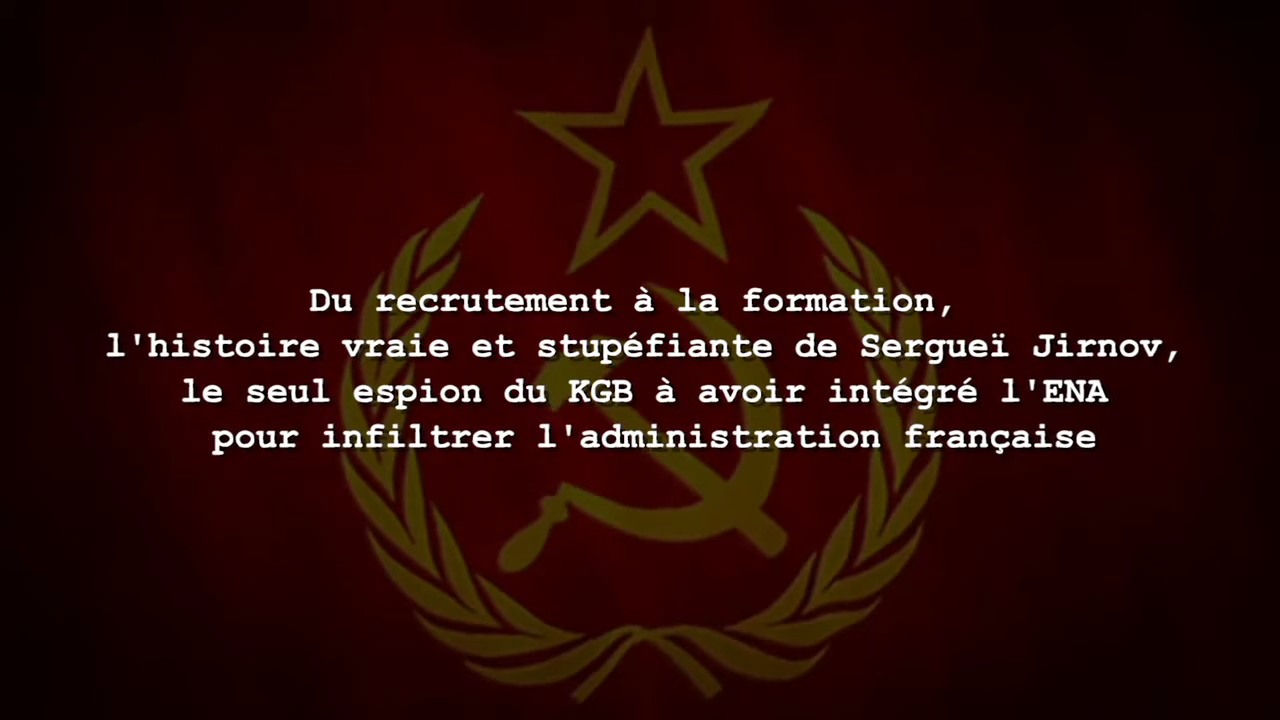 Du recrutement à la formation,
l'histoire vraie et stupéfiante de Sergueï Jirnov,
le seul espion du KGB à avoir intégré l'ENA
pour infiltrer l'administration française